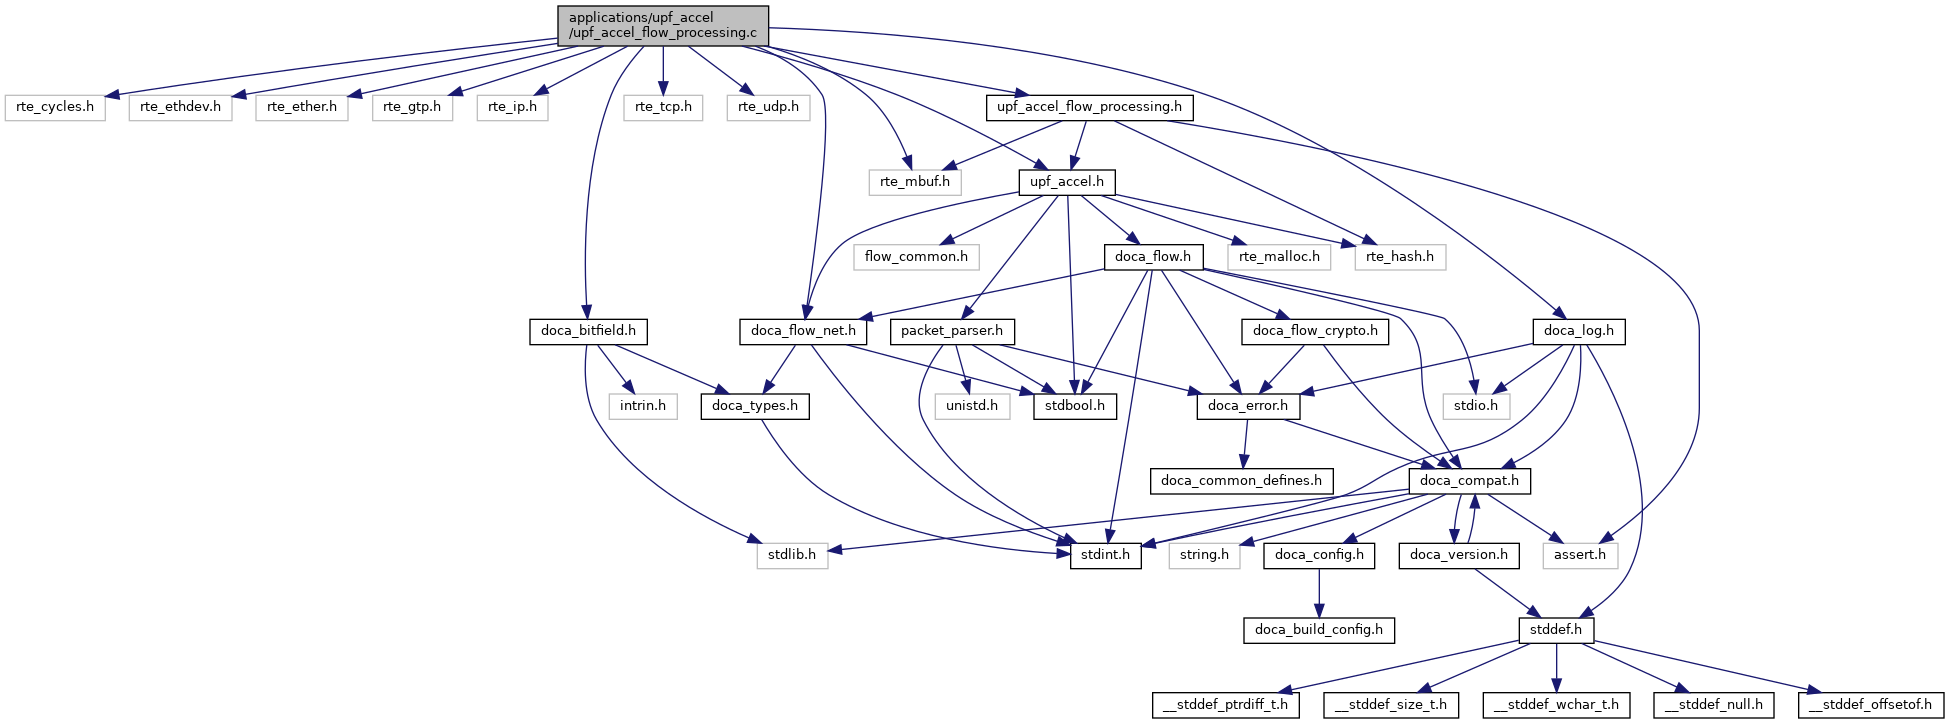 applications/upf_accel
/upf_accel_flow_processing.c
rte_cycles.h
rte_ethdev.h
rte_ether.h
rte_gtp.h
rte_ip.h
rte_tcp.h
rte_udp.h
upf_accel_flow_processing.h
rte_mbuf.h
upf_accel.h
flow_common.h
doca_flow.h
rte_malloc.h
rte_hash.h
doca_bitfield.h
doca_flow_net.h
packet_parser.h
doca_flow_crypto.h
doca_log.h
intrin.h
doca_types.h
unistd.h
stdbool.h
doca_error.h
stdio.h
doca_common_defines.h
doca_compat.h
stdlib.h
stdint.h
string.h
doca_config.h
doca_version.h
assert.h
doca_build_config.h
stddef.h
__stddef_ptrdiff_t.h
__stddef_size_t.h
__stddef_wchar_t.h
__stddef_null.h
__stddef_offsetof.h